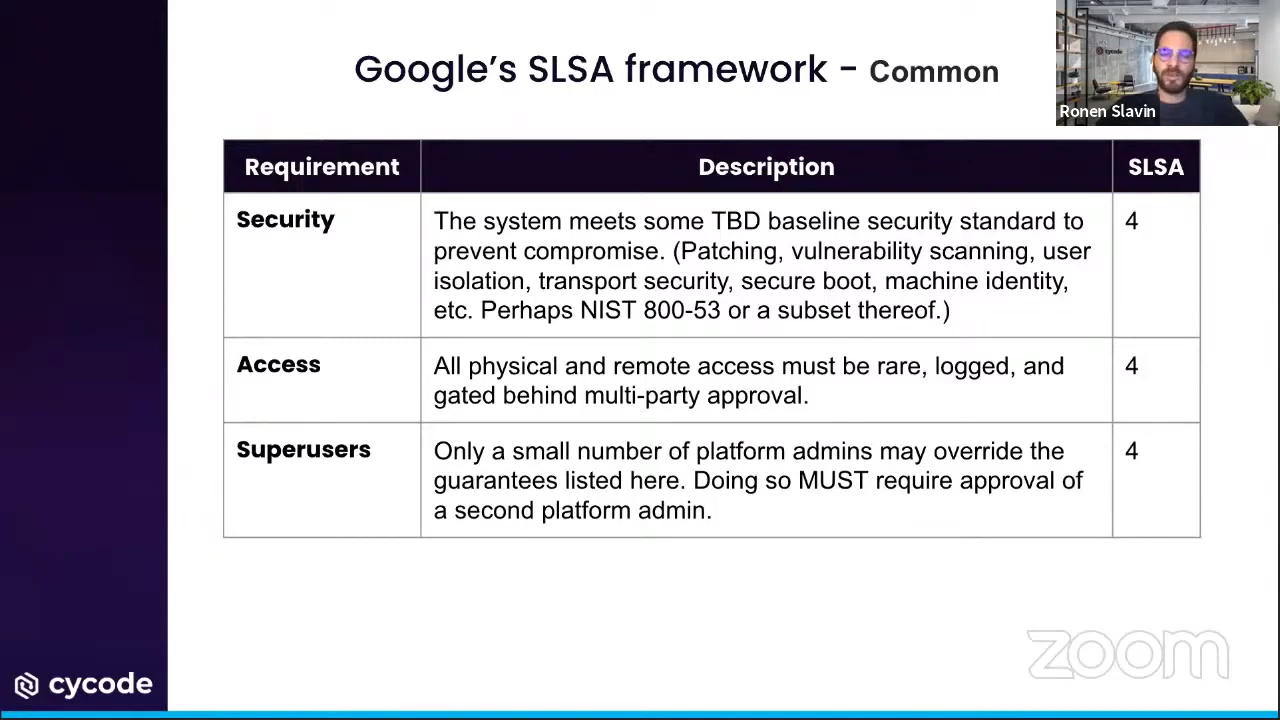 Google's SLSA framework - Common
cycode
Ronen Slavin
Requirement
Description
SLSA
Security
The system meets some TBD baseline security standard to
prevent compromise. (Patching, vulnerability scanning, user
isolation, transport security, secure boot, machine identity,
etc. Perhaps NIST 800-53 or a subset thereof.)
4
Access
All physical and remote access must be rare, logged, and
gated behind multi-party approval.
4
Superusers
Only a small number of platform admins may override the
guarantees listed here. Doing so MUST require approval of
a second platform admin.
4
zoom
cycode